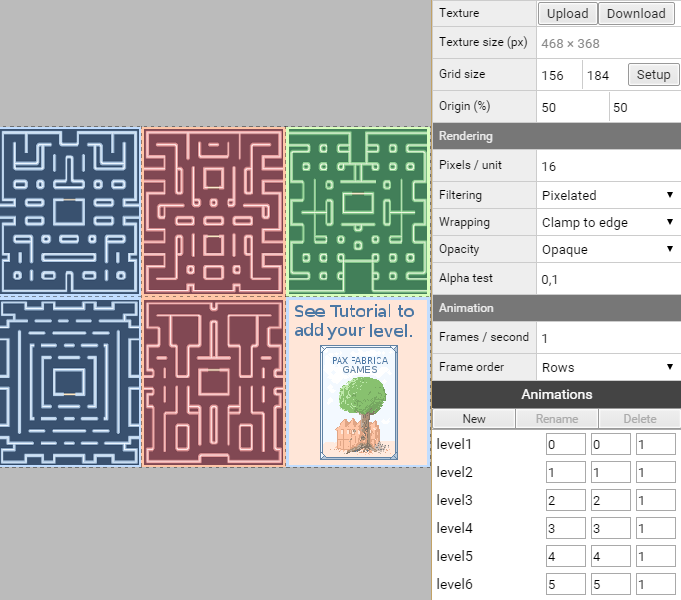 Texture Upload Download
Texture size (px) 468 × 368
Grid size 156 184 Setup
Origin (%) 50 50
Rendering
Pixels / unit 16
Filtering Pixelated
Wrapping Clamp to edge
Opacity Opaque
Alpha test 0,1
Animation
Frames / second 1
Frame order Rows
Animations
New Rename Delete
level1 0 0 1
level2 1 1 1
level3 2 2 1
level4 3 3 1
level5 4 4 1
level6 5 5 1
See Tutorial to
add your level.
PAX FABRICA
GAMES